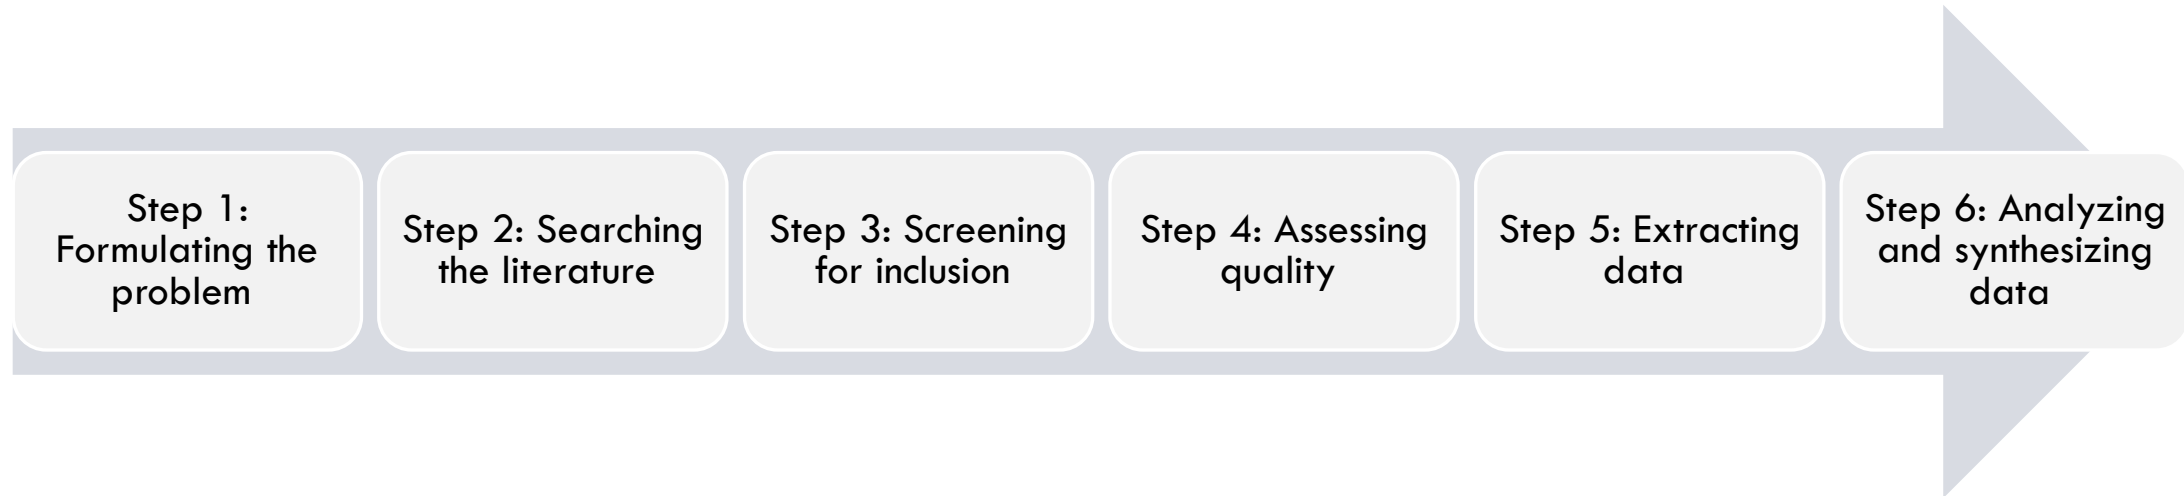 Step 1:
Formulating the
problem
Step 2: Searching
the literature
Step 3: Screening
for inclusion
Step 4: Assessing
quality
Step 5: Extracting
data
Step 6: Analyzing
and synthesizing
data